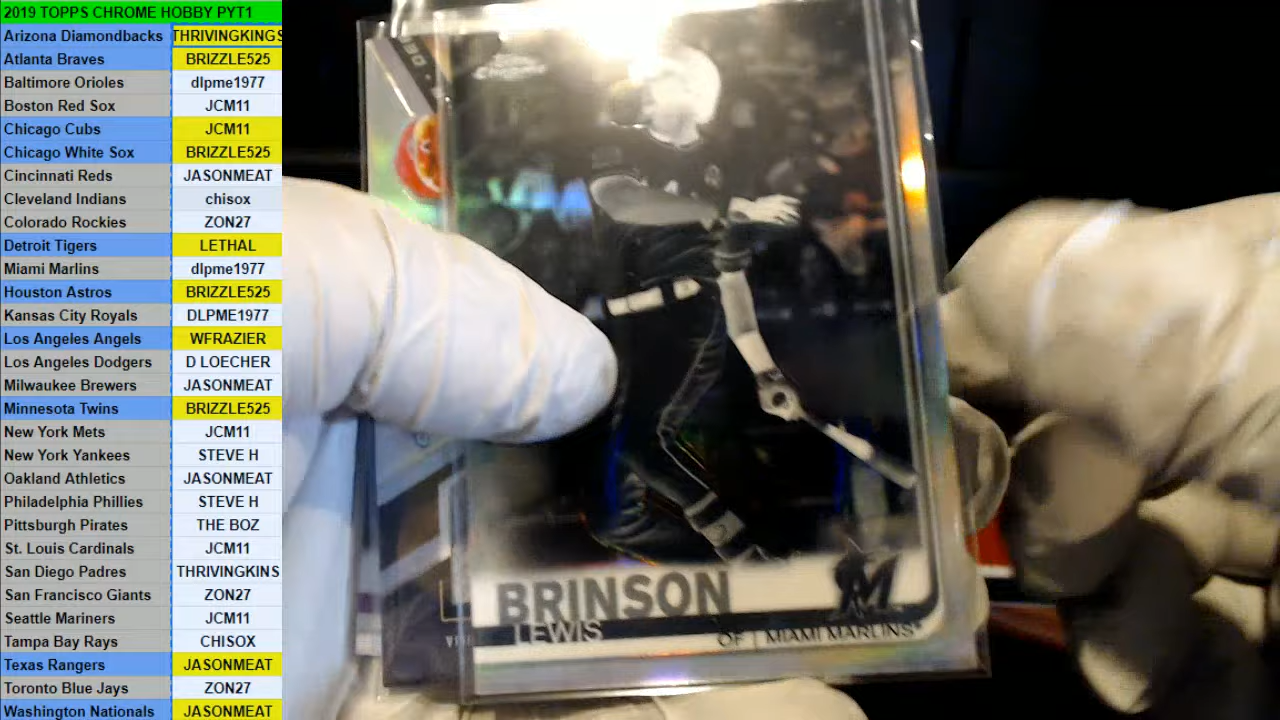 2019 TOPPS CHROME HOBBY PYT1
Arizona Diamondbacks THRIVINGKINGS
Atlanta Braves BRIZZLE525
Baltimore Orioles dlpme1977
Boston Red Sox JCM11
Chicago Cubs JCM11
Chicago White Sox BRIZZLE525
Cincinnati Reds JASONMEAT
Cleveland Indians chisox
Colorado Rockies ZON27
Detroit Tigers LETHAL
Miami Marlins dlpme1977
Houston Astros BRIZZLE525
Kansas City Royals DLPME1977
Los Angeles Angels WFRAZIER
Los Angeles Dodgers D LOECHER
Milwaukee Brewers JASONMEAT
Minnesota Twins BRIZZLE525
New York Mets JCM11
New York Yankees STEVE H
Oakland Athletics JASONMEAT
Philadelphia Phillies STEVE H
Pittsburgh Pirates THE BOZ
St. Louis Cardinals JCM11
San Diego Padres THRIVINGKINS
San Francisco Giants ZON27
Seattle Mariners JCM11
Tampa Bay Rays CHISOX
Texas Rangers JASONMEAT
Toronto Blue Jays ZON27
Washington Nationals JASONMEAT
BRINSON
LEWIS
OF | MIAMI MARLINS